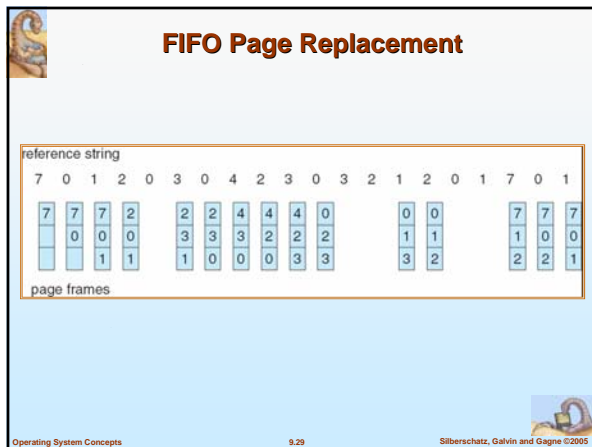 FIFO Page Replacement
reference string
7 0 1 2 0 3 0 4 2 3 0 3 2 1 2 0 1 7 0 1
7 7 7 2 2 2 4 4 4 0 0 0 7 7 7
0 0 0 3 3 3 2 2 2 1 1 1 0 0
1 1 1 0 0 0 3 3 3 2 2 2 1
page frames
Operating System Concepts 9.29 Silberschatz, Galvin and Gagne ©2005